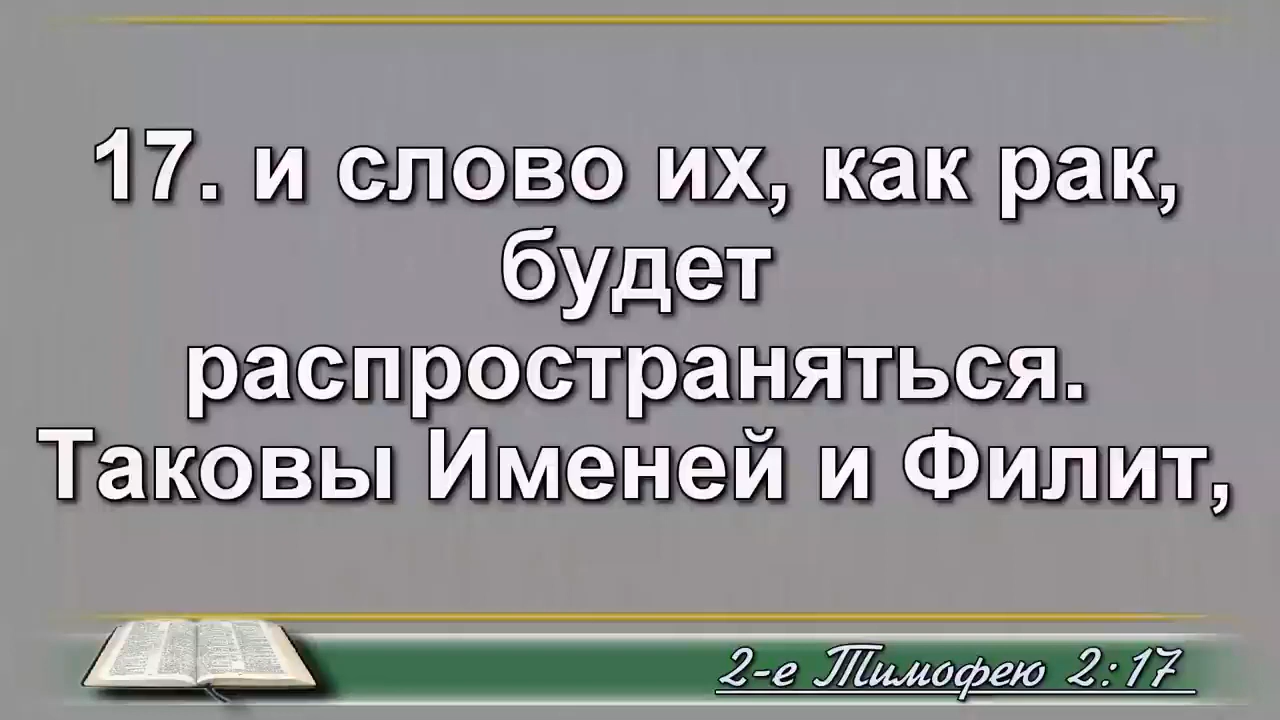 17. и слово их, как рак,
будет
распространяться.
Таковы Именей и Филит,
2-е Тимофею 2:17